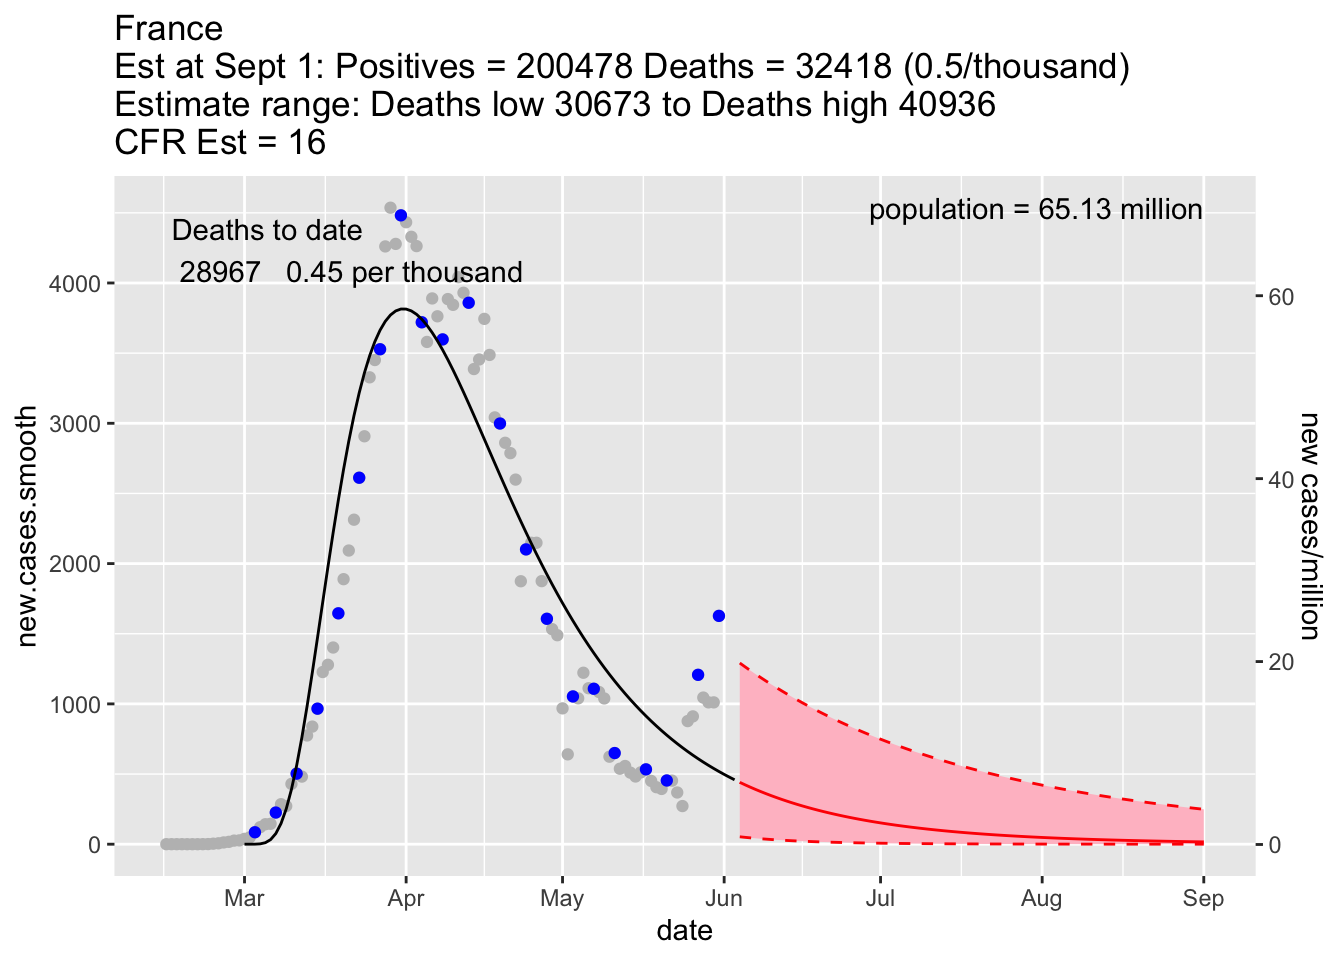 France
Est at Sept 1: Positives = 200478 Deaths = 32418 (0.5/thousand)
Estimate range: Deaths low 30673 to Deaths high 40936
CFR Est = 16
population = 65.13 million
Deaths to date
28967 0.45 per thousand
4000
3000
2000
1000
0
new.cases.smooth
60
40
20
0
new cases/million
Mar Apr May Jun Jul Aug Sep
date